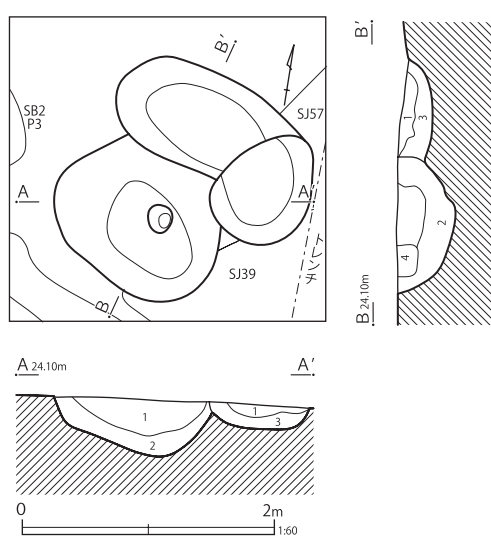 B′
SJ57
SB2
P3
A
A′
SJ39
トレンチ
B
B′
1
3
2
4
B 24.10m
A 24.10m
A′
1
2
1
3
0
2m
1:60